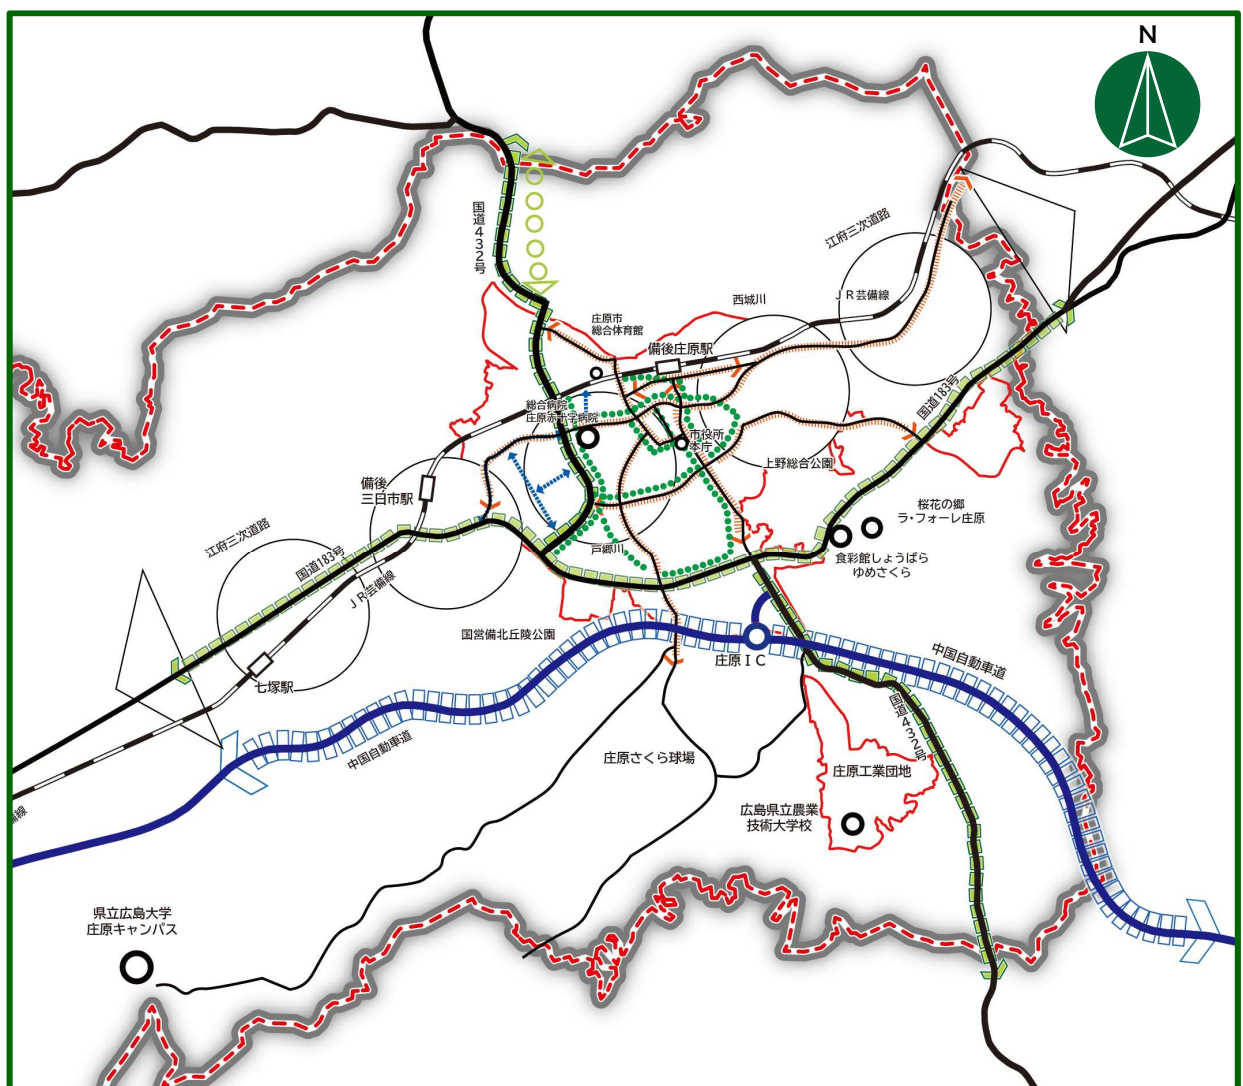 N
国道432号
江府三次道路
西城川
JR芸備線
庄原市
総合体育館
備後庄原駅
国道183号
総合病院
庄原赤十字病院
市役所
本庁
上野総合公園
備後
三日市駅
桜花の郷
ラ・フォーレ庄原
江府三次道路
国道183号
戸郷川
食彩館しょうばら
ゆめさくら
JR芸備線
国営備北丘陵公園
庄原IC
中国自動車道
七塚駅
国道432号
中国自動車道
庄原さくら球場
庄原工業団地
広島県立農業
技術大学校
備線
県立広島大学
庄原キャンパス